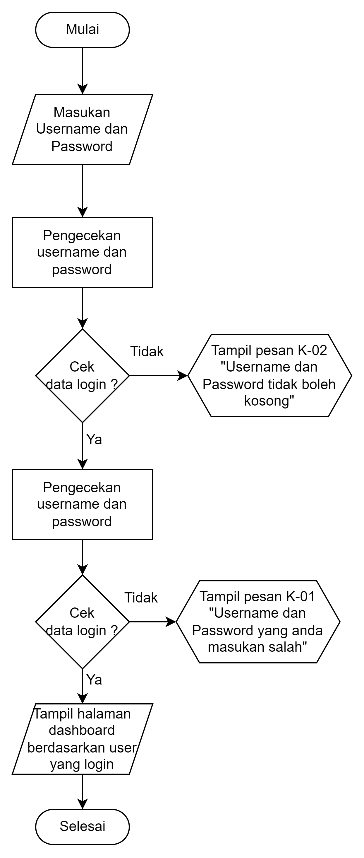 Mulai
Masukan
Username dan
Password
Pengecekan
username dan
password
Cek
data login ?
Tidak
Tampil pesan K-02
"Username dan
Password tidak boleh
kosong"
Ya
Pengecekan
username dan
password
Cek
data login ?
Tidak
Tampil pesan K-01
"Username dan
Password yang anda
masukan salah"
Ya
Tampil halaman
dashboard
berdasarkan user
yang login
Selesai